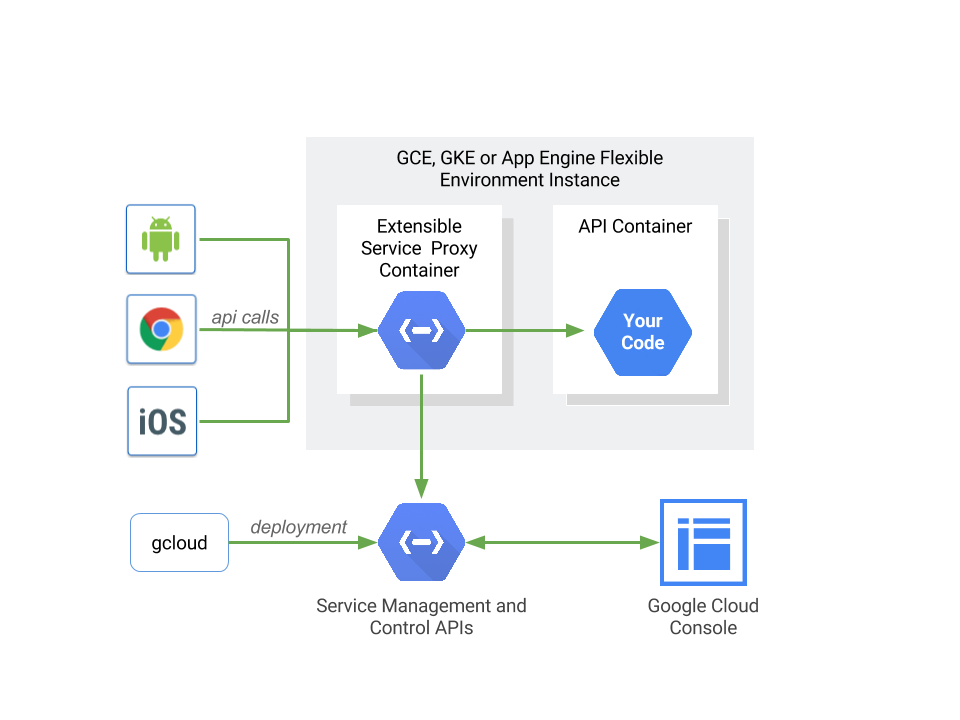 GCE, GKE or App Engine Flexible
Environment Instance
Extensible
Service Proxy
Container
API Container
api calls
Your
Code
iOS
gcloud
deployment
Service Management and
Control APIs
Google Cloud
Console